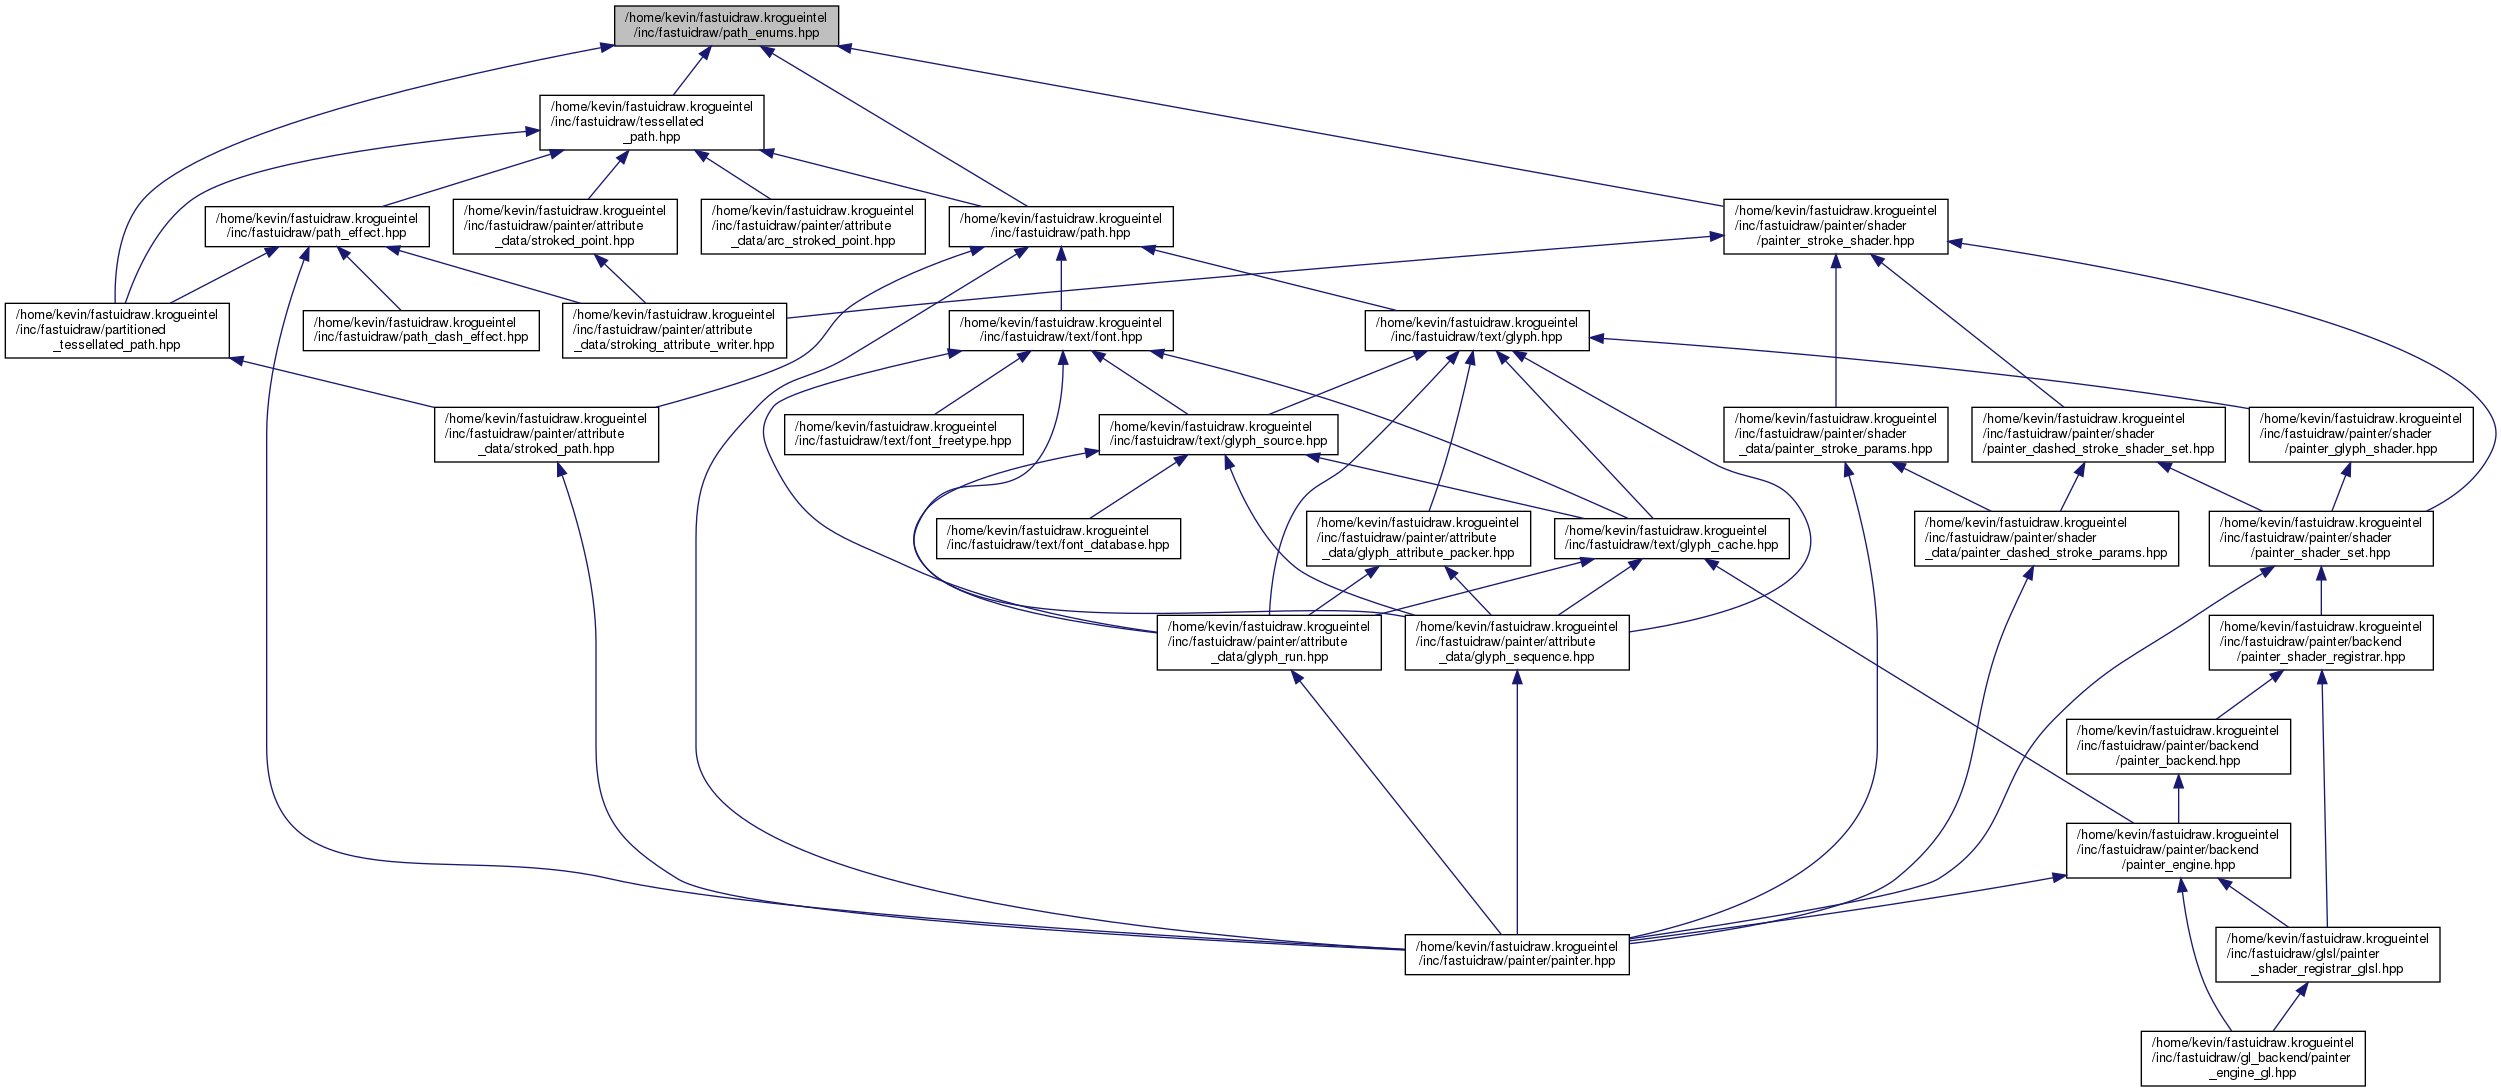 /home/kevin/fastuidraw.krogueintel
/inc/fastuidraw/path_enums.hpp
/home/kevin/fastuidraw.krogueintel
/inc/fastuidraw/tessellated
_path.hpp
/home/kevin/fastuidraw.krogueintel
/inc/fastuidraw/path_effect.hpp
/home/kevin/fastuidraw.krogueintel
/inc/fastuidraw/painter/attribute
_data/stroked_point.hpp
/home/kevin/fastuidraw.krogueintel
/inc/fastuidraw/painter/attribute
_data/arc_stroked_point.hpp
/home/kevin/fastuidraw.krogueintel
/inc/fastuidraw/path.hpp
/home/kevin/fastuidraw.krogueintel
/inc/fastuidraw/painter/shader
/painter_stroke_shader.hpp
/home/kevin/fastuidraw.krogueintel
/inc/fastuidraw/partitioned
_tessellated_path.hpp
/home/kevin/fastuidraw.krogueintel
/inc/fastuidraw/path_dash_effect.hpp
/home/kevin/fastuidraw.krogueintel
/inc/fastuidraw/painter/attribute
_data/stroking_attribute_writer.hpp
/home/kevin/fastuidraw.krogueintel
/inc/fastuidraw/text/font.hpp
/home/kevin/fastuidraw.krogueintel
/inc/fastuidraw/text/glyph.hpp
/home/kevin/fastuidraw.krogueintel
/inc/fastuidraw/painter/attribute
_data/stroked_path.hpp
/home/kevin/fastuidraw.krogueintel
/inc/fastuidraw/text/font_freetype.hpp
/home/kevin/fastuidraw.krogueintel
/inc/fastuidraw/text/glyph_source.hpp
/home/kevin/fastuidraw.krogueintel
/inc/fastuidraw/painter/shader
_data/painter_stroke_params.hpp
/home/kevin/fastuidraw.krogueintel
/inc/fastuidraw/painter/shader
/painter_dashed_stroke_shader_set.hpp
/home/kevin/fastuidraw.krogueintel
/inc/fastuidraw/painter/shader
/painter_glyph_shader.hpp
/home/kevin/fastuidraw.krogueintel
/inc/fastuidraw/text/font_database.hpp
/home/kevin/fastuidraw.krogueintel
/inc/fastuidraw/painter/attribute
_data/glyph_attribute_packer.hpp
/home/kevin/fastuidraw.krogueintel
/inc/fastuidraw/text/glyph_cache.hpp
/home/kevin/fastuidraw.krogueintel
/inc/fastuidraw/painter/shader
_data/painter_dashed_stroke_params.hpp
/home/kevin/fastuidraw.krogueintel
/inc/fastuidraw/painter/shader
/painter_shader_set.hpp
/home/kevin/fastuidraw.krogueintel
/inc/fastuidraw/painter/attribute
_data/glyph_run.hpp
/home/kevin/fastuidraw.krogueintel
/inc/fastuidraw/painter/attribute
_data/glyph_sequence.hpp
/home/kevin/fastuidraw.krogueintel
/inc/fastuidraw/painter/backend
/painter_shader_registrar.hpp
/home/kevin/fastuidraw.krogueintel
/inc/fastuidraw/painter/backend
/painter_backend.hpp
/home/kevin/fastuidraw.krogueintel
/inc/fastuidraw/painter/backend
/painter_engine.hpp
/home/kevin/fastuidraw.krogueintel
/inc/fastuidraw/painter/painter.hpp
/home/kevin/fastuidraw.krogueintel
/inc/fastuidraw/glsl/painter
_shader_registrar_glsl.hpp
/home/kevin/fastuidraw.krogueintel
/inc/fastuidraw/gl_backend/painter
_engine_gl.hpp